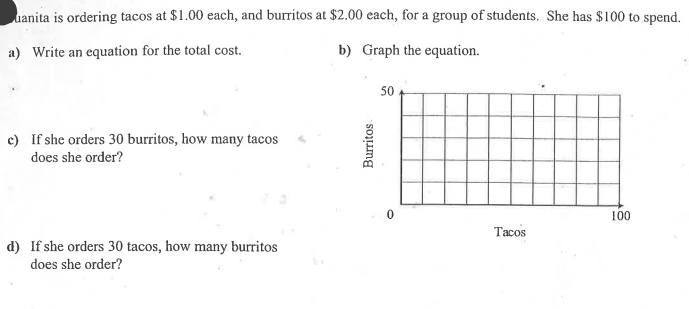 uanita is ordering tacos at $1.00 each, and burritos at $2.00 each, for a group of students. She has $100 to spend.
a) Write an equation for the total cost.
b) Graph the equation.
50
Burritos
0
100
Tacos
c) If she orders 30 burritos, how many tacos
does she order?
d) If she orders 30 tacos, how many burritos
does she order?